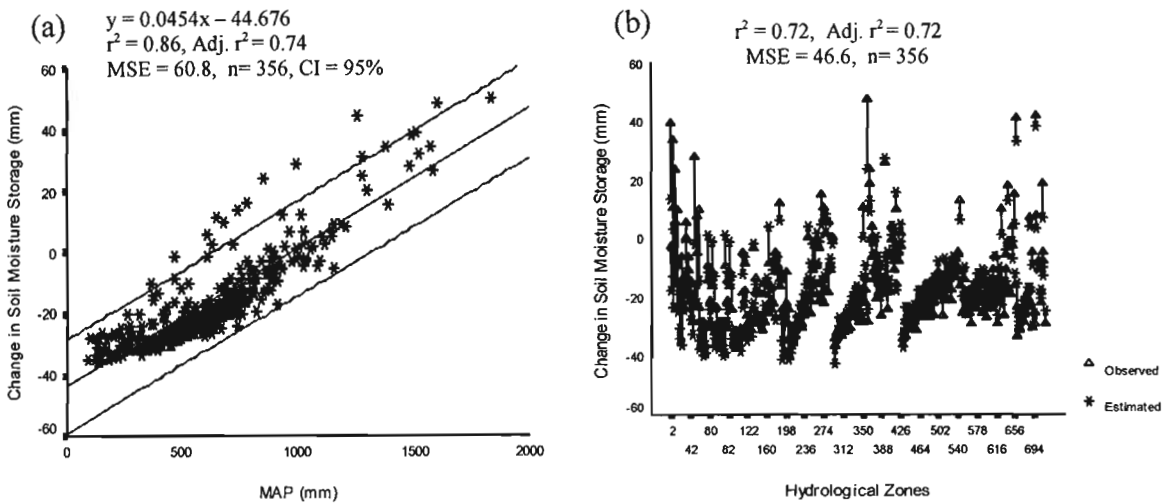 (a)
y = 0.0454x – 44.676
r² = 0.86, Adj. r² = 0.74
MSE = 60.8, n= 356, CI = 95%
60
40
20
0
-20
-40
-60
Change in Soil Moisture Storage (mm)
0 500 1000 1500 2000
MAP (mm)
(b)
r² = 0.72, Adj. r² = 0.72
MSE = 46.6, n= 356
60
40
20
0
-20
-40
-60
Change in Soil Moisture Storage (mm)
2 80 122 198 274 350 426 502 578 656
42 82 160 236 312 388 464 540 616 694
Hydrological Zones
Observed
Estimated